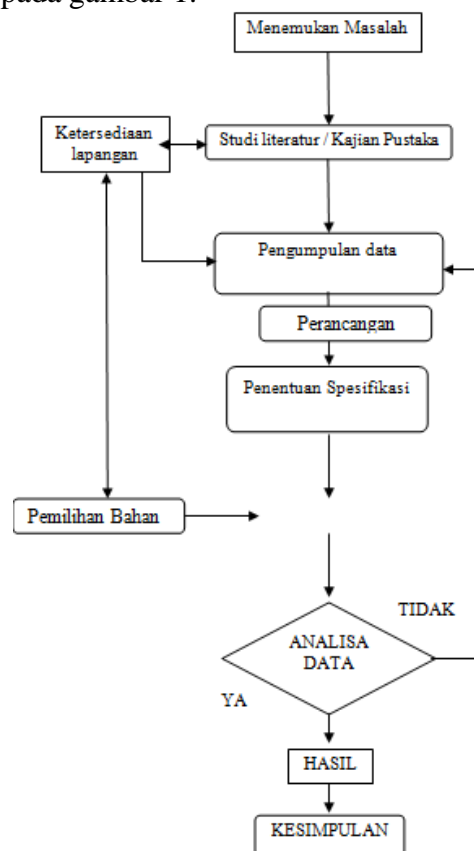 pada gambar 1.
Menemukan Masalah
Ketersediaan
lapangan
Studi literatur / Kajian Pustaka
Pengumpulan data
Perancangan
Penentuan Spesifikasi
Pemilihan Bahan
TIDAK
ANALISA
DATA
YA
HASIL
KESIMPULAN